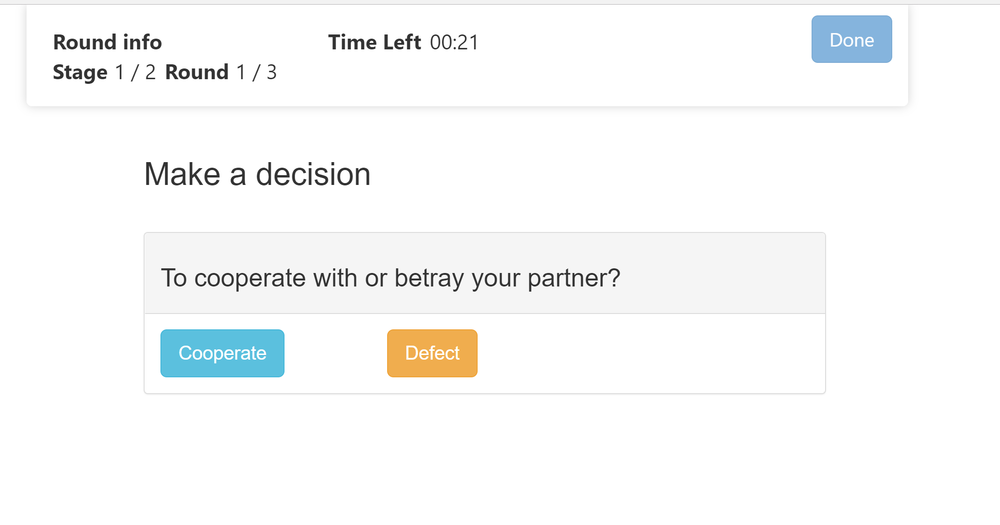 Round info
Time Left 00:21
Done
Stage 1 / 2 Round 1 / 3
Make a decision
To cooperate with or betray your partner?
Cooperate
Defect